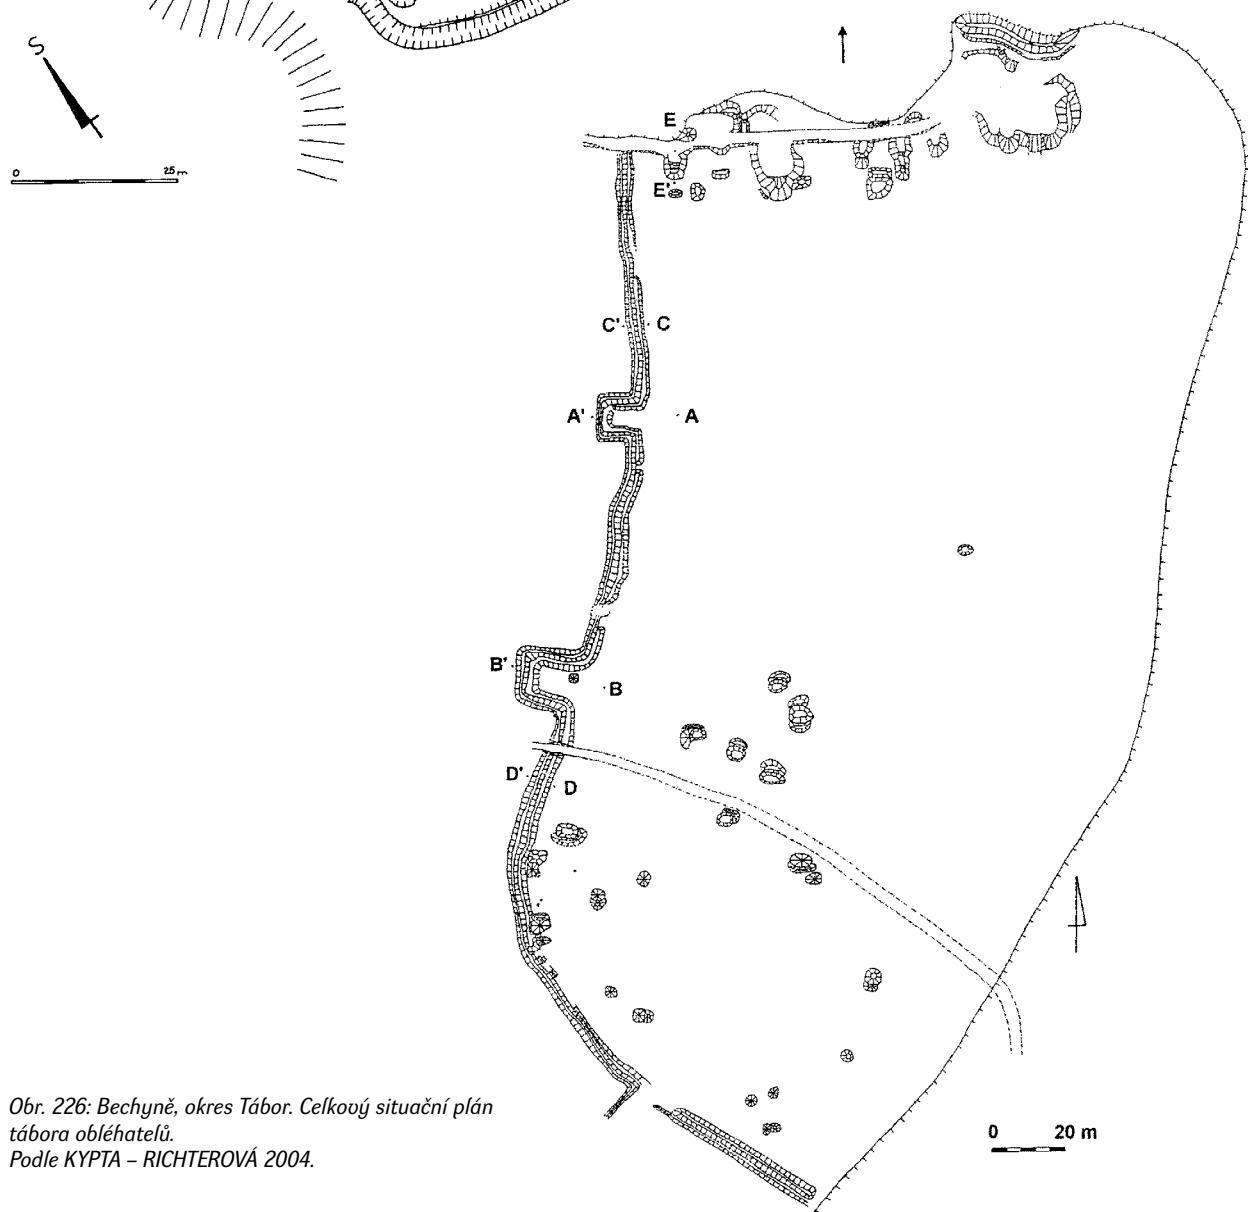 S
0 25 m
E
E'
C' C
A' A
B'
B
D'
D
0 20 m
Obr. 226: Bechyně, okres Tábor. Celkový situační plán
tábora obléhatelů.
Podle KYPTA – RICHTEROVÁ 2004.